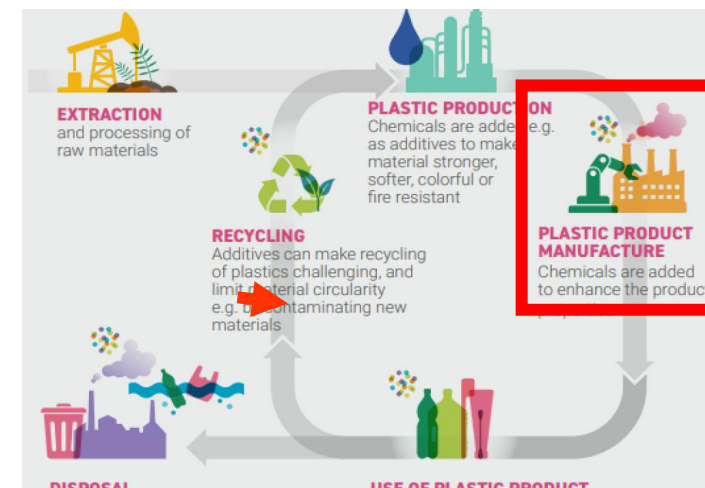 EXTRACTION
and processing of
raw materials
PLASTIC PRODUCTION
Chemicals are added e.g.
as additives to make
material stronger,
softer, colorful or
fire resistant
PLASTIC PRODUCT
MANUFACTURE
Chemicals are added
to enhance the product
RECYCLING
Additives can make recycling
of plastics challenging, and
limit material circularity
e.g. by contaminating new
materials
DISPOSAL
USE OF PLASTIC PRODUCT